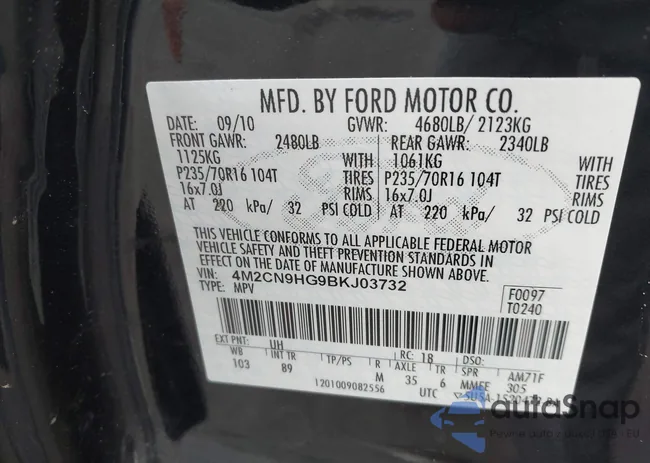 MFD. BY FORD MOTOR CO.
DATE: 09/10 GVWR: 4680LB/ 2123KG
FRONT GAWR: 2480LB REAR GAWR: 2340LB
1125KG WITH 1061KG WITH
P235/70R16 104T TIRES P235/70R16 104T TIRES
16x7.0J RIMS 16x7.0J RIMS
AT 220 kPa/ 32 PSI COLD AT 220 kPa/ 32 PSI COLD
THIS VEHICLE CONFORMS TO ALL APPLICABLE FEDERAL MOTOR
VEHICLE SAFETY, BUMPER, AND THEFT PREVENTION STANDARDS IN
EFFECT ON THE DATE OF MANUFACTURE SHOWN ABOVE.
VIN: 4M2CN9HG9BKJ03732
TYPE: MPV
F0097
T0240
EXT PNT: UH RC: 18 DSO:
WB INT TR TP/PS R AXLE TR SPR AM71F
103 89 M 35 6 MMFF 305
1201009082556 UTC
autoSnap